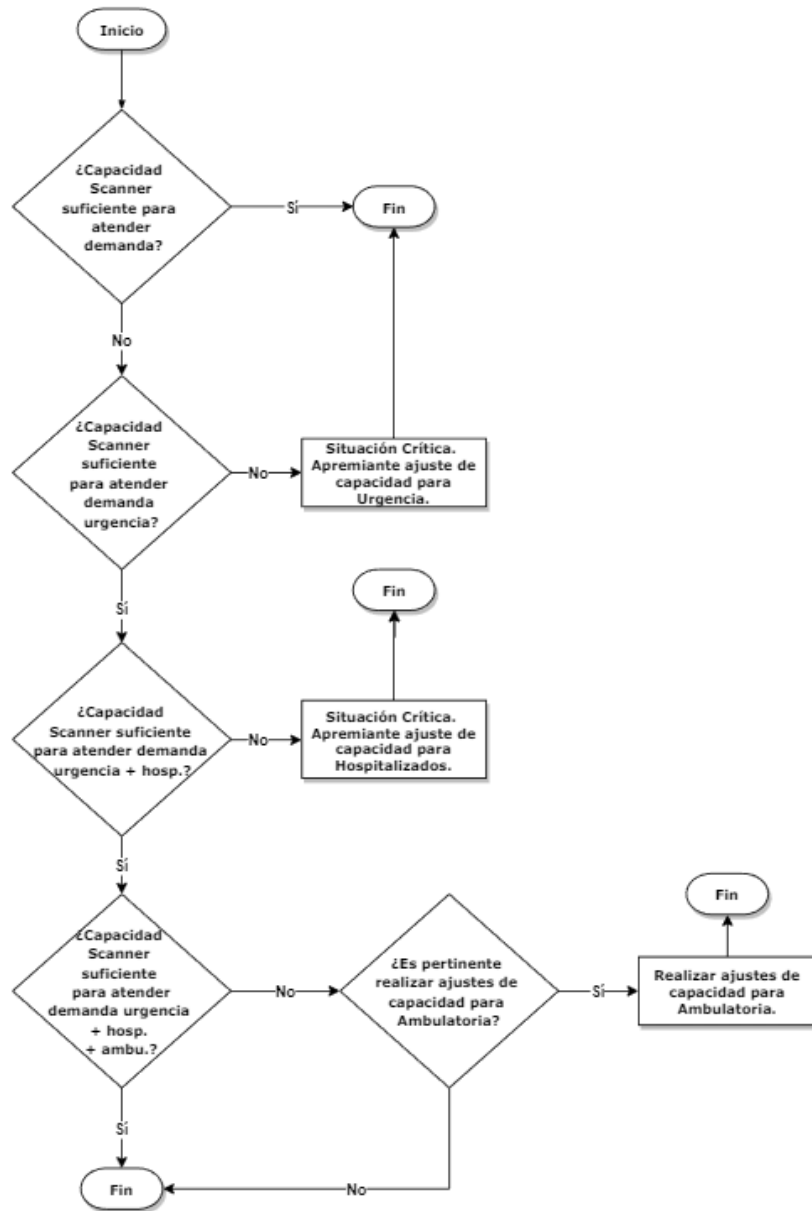 Inicio
¿Capacidad
Scanner
suficiente para
atender
demanda?
Sí
Fin
No
¿Capacidad
Scanner
suficiente
para atender
demanda
urgencia?
No
Situación Crítica.
Apremiante ajuste de
capacidad para
Urgencia.
Sí
Fin
¿Capacidad
Scanner suficiente
para atender demanda
urgencia + hosp.?
No
Situación Crítica.
Apremiante ajuste de
capacidad para
Hospitalizados.
Sí
Fin
¿Capacidad
Scanner
suficiente
para atender
demanda urgencia
+ hosp.
+ ambu.?
No
¿Es pertinente
realizar ajustes de
capacidad para
Ambulatoria?
Sí
Realizar ajustes de
capacidad para
Ambulatoria.
Sí
Fin
No